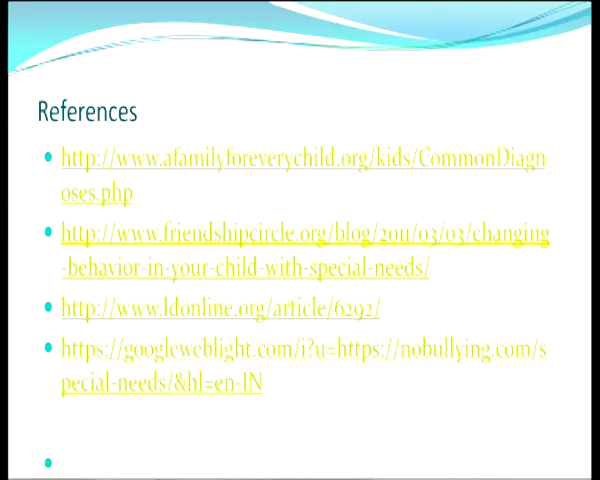 References
http://www.afamilyforeverychild.org/kids/CommonDiagn
oses.php
http://www.friendshipcircle.org/blog/2011/03/03/changing
-behavior-in-your-child-with-special-needs/
http://www.ldonline.org/article/6292/
https://googleweblight.com/i?u=https://nobullying.com/s
pecial-needs/&hl=en-IN